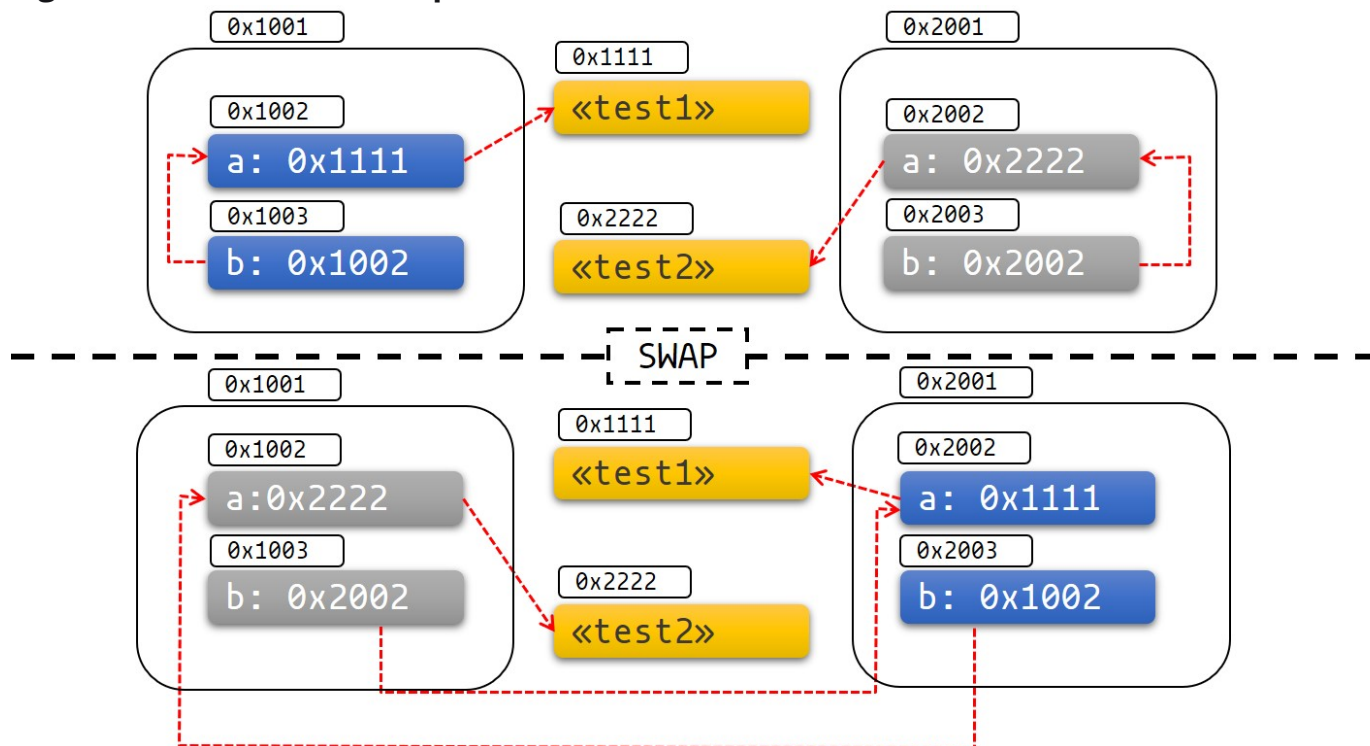 0x1001
0x1002
a: 0x1111
0x1003
b: 0x1002
0x1111
«test1»
0x2222
«test2»
0x2001
0x2002
a: 0x2222
0x2003
b: 0x2002
SWAP
0x1001
0x1002
a:0x2222
0x1003
b: 0x2002
0x1111
«test1»
0x2222
«test2»
0x2001
0x2002
a: 0x1111
0x2003
b: 0x1002